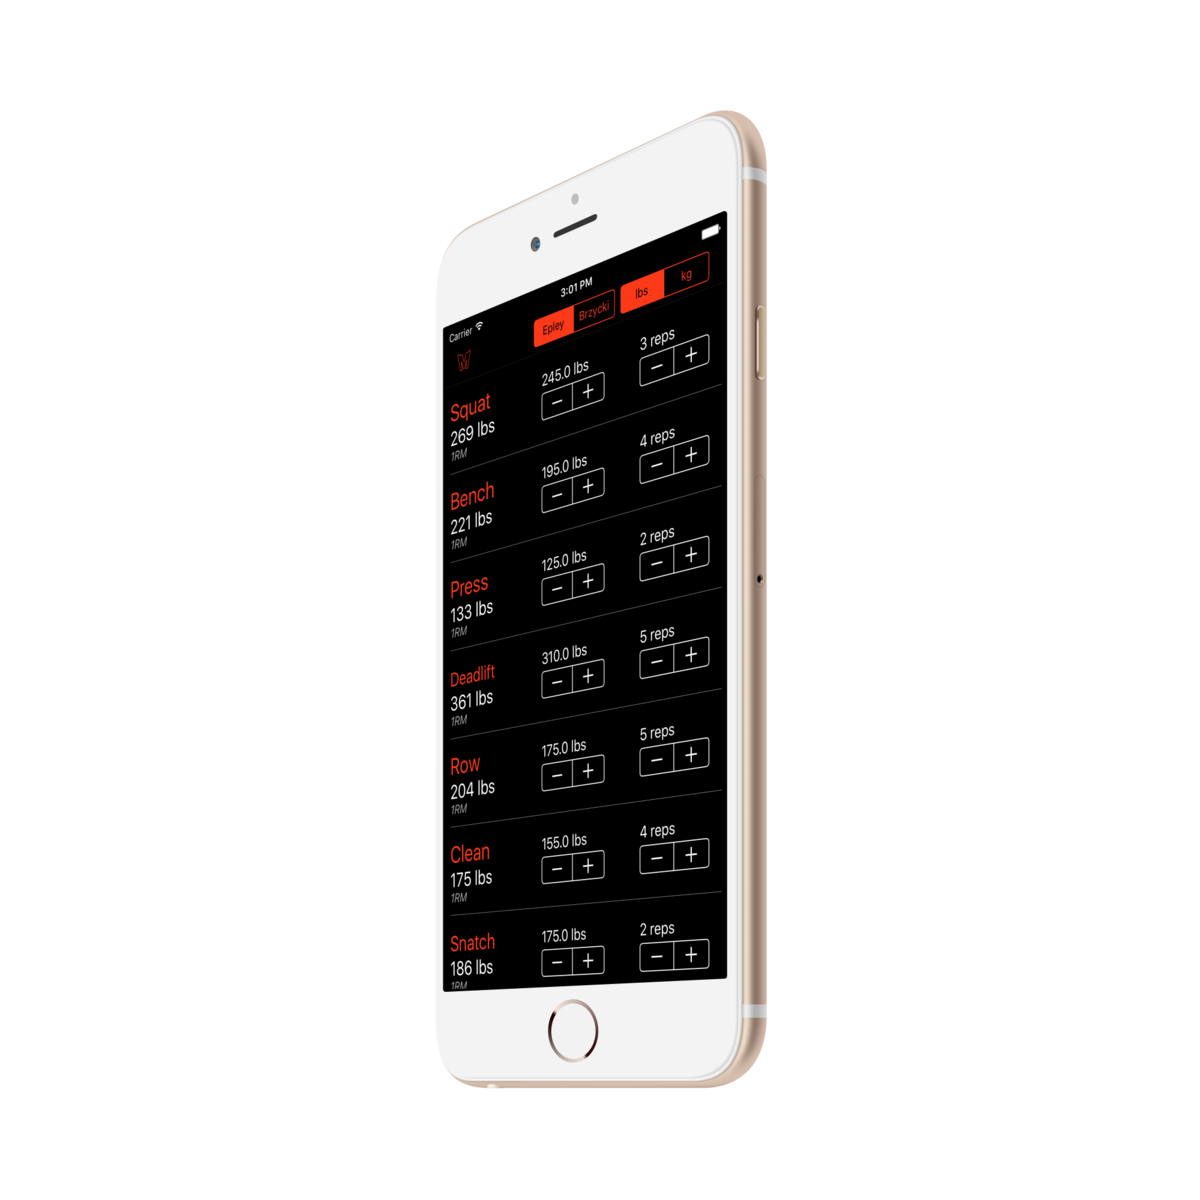 Carrier
3:01 PM
Epley Brzycki
lbs kg
Squat
269 lbs
1RM
245.0 lbs
− +
3 reps
− +
Bench
221 lbs
1RM
195.0 lbs
− +
4 reps
− +
Press
133 lbs
1RM
125.0 lbs
− +
2 reps
− +
Deadlift
361 lbs
1RM
310.0 lbs
− +
5 reps
− +
Row
204 lbs
1RM
175.0 lbs
− +
5 reps
− +
Clean
175 lbs
1RM
155.0 lbs
− +
4 reps
− +
Snatch
186 lbs
1RM
175.0 lbs
− +
2 reps
− +